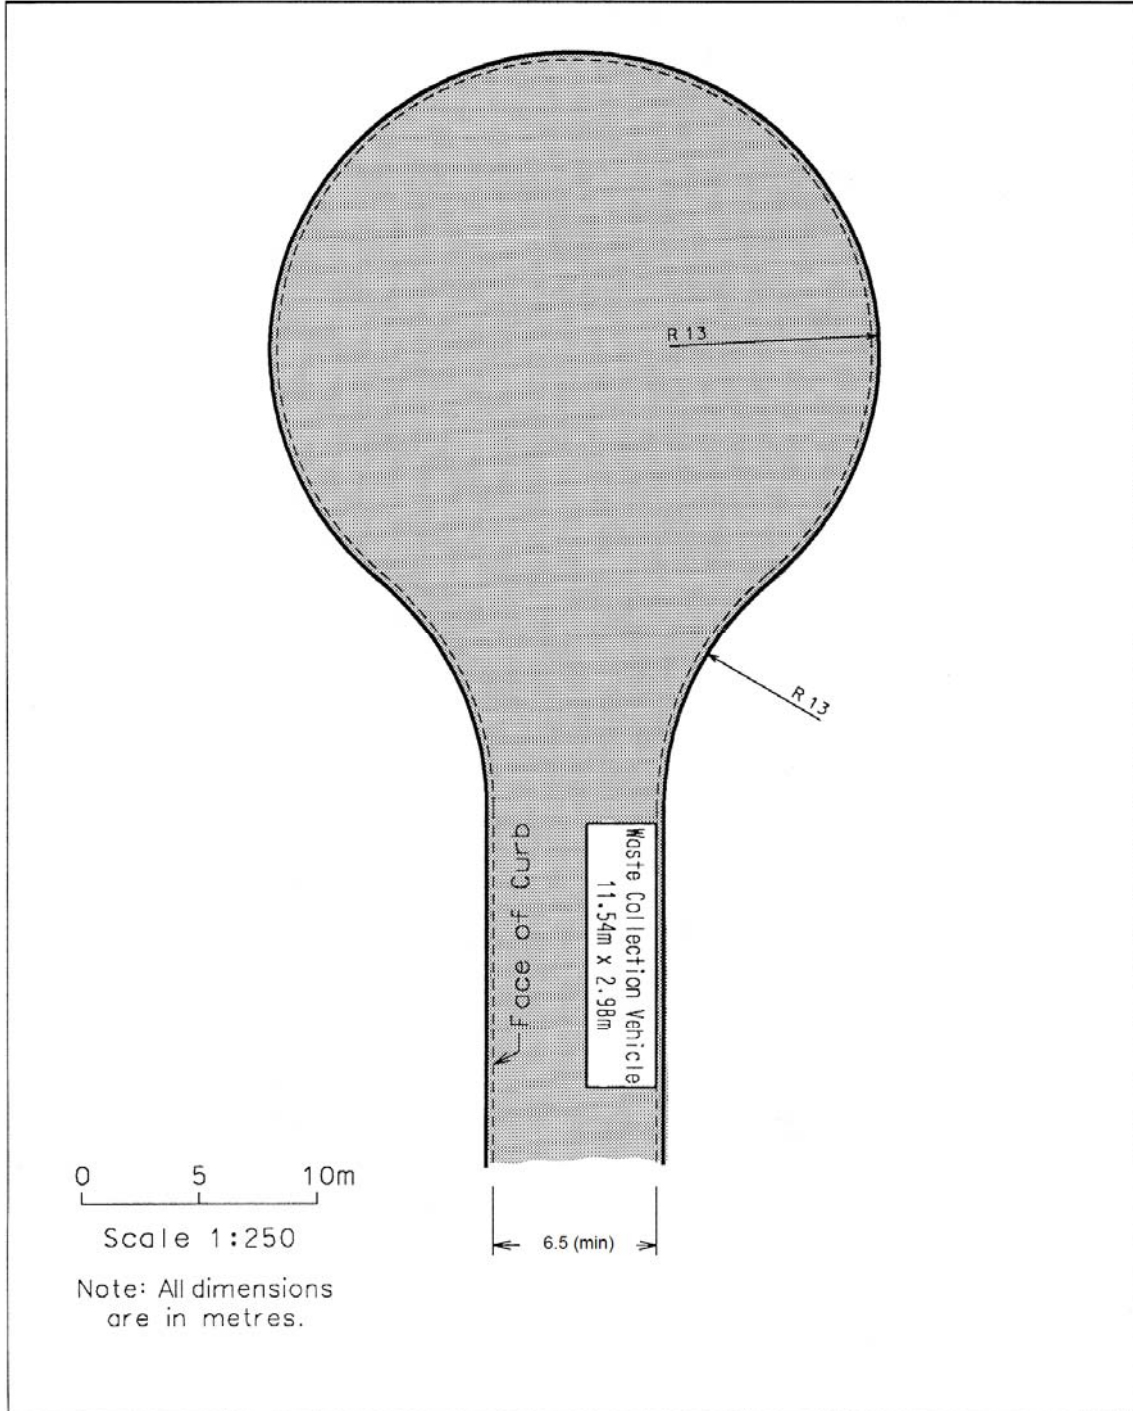 R 13
R 13
Face of Curb
Waste Collection Vehicle
11.54m x 2.98m
0 5 10m
Scale 1:250
6.5 (min)
Note: All dimensions
are in metres.